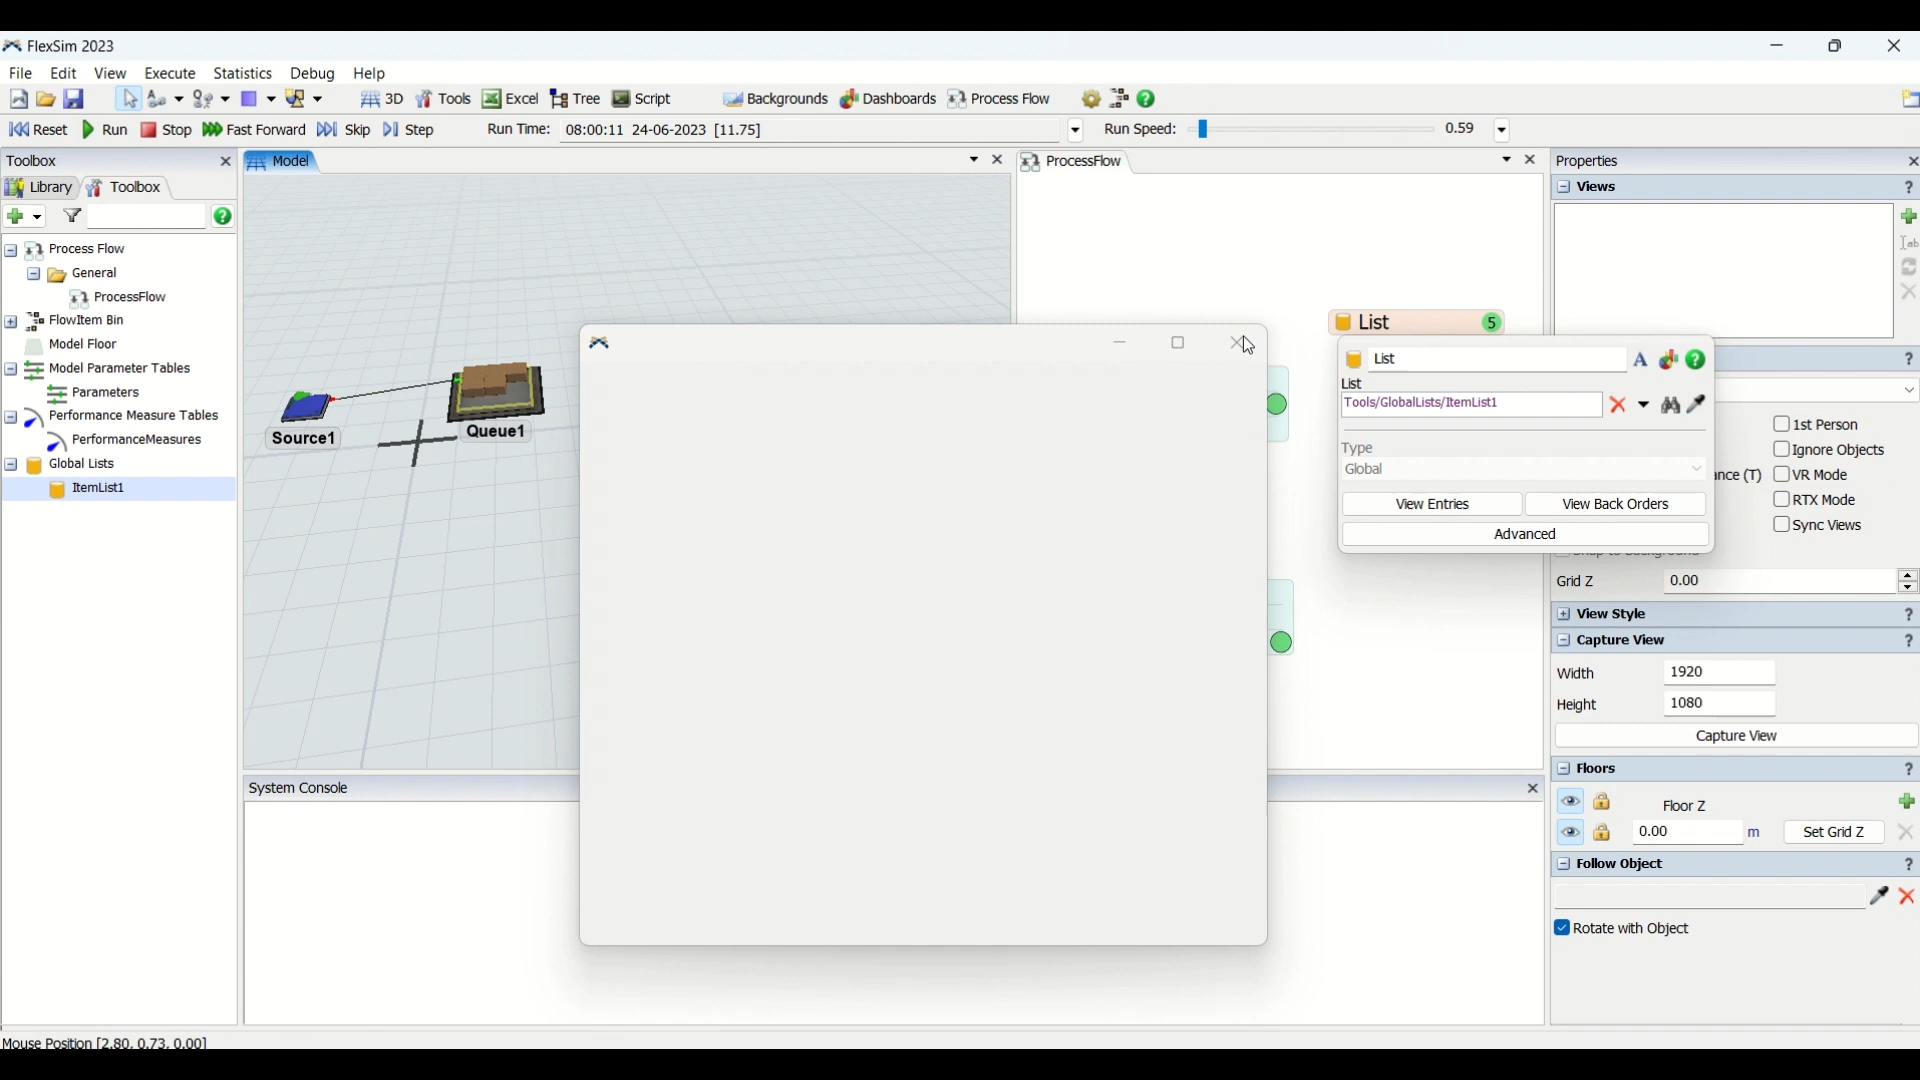 FlexSim 2023
File Edit View Execute Statistics Debug Help
3D Tools Excel Tree Script Backgrounds Dashboards Process Flow
Reset Run Stop Fast Forward Skip Step Run Time: 08:00:11 24-06-2023 [11.75] Run Speed: 0.59
Toolbox
Library Toolbox
Process Flow
General
ProcessFlow
FlowItem Bin
Model Floor
Model Parameter Tables
Parameters
Performance Measure Tables
PerformanceMeasures
Global Lists
ItemList1
Model
Source1
Queue1
System Console
ProcessFlow
List 5
List
List
Tools/GlobalLists/ItemList1
Type
Global
View Entries View Back Orders
Advanced
Properties
Views
1st Person
Ignore Objects
VR Mode
RTX Mode
Sync Views
Grid Z 0.00
View Style
Capture View
Width 1920
Height 1080
Capture View
Floors
Floor Z
0.00 m Set Grid Z
Follow Object
Rotate with Object
Mouse Position [2.80, 0.73, 0.00]